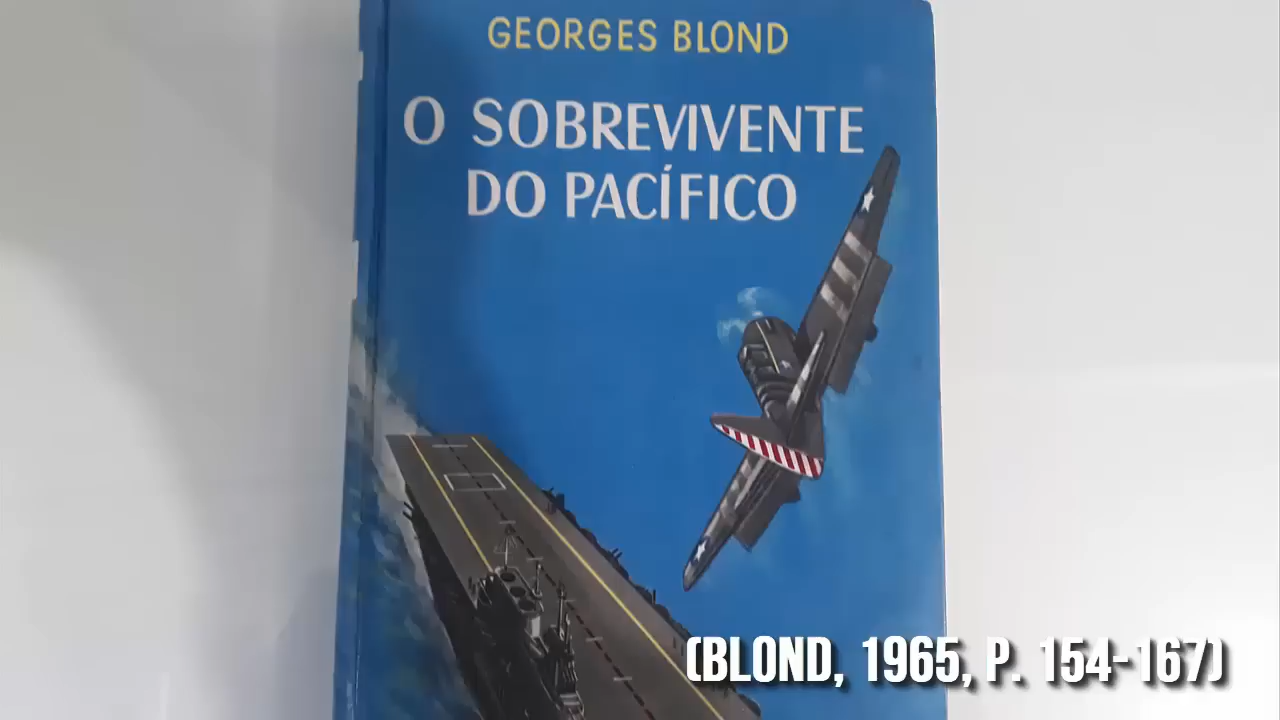 GEORGES BLOND
O SOBREVIVENTE
DO PACÍFICO
(BLOND, 1965, P. 154-167)